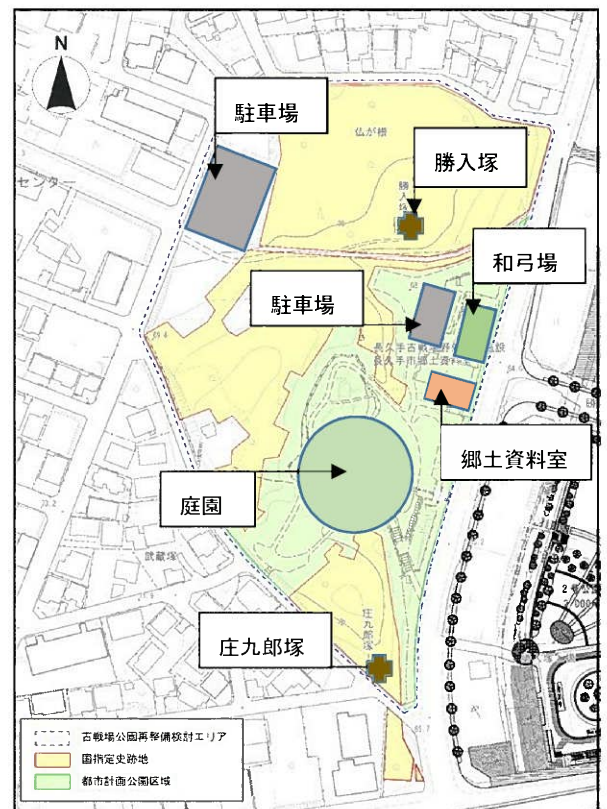 N
駐車場
仏が根
勝入塚
センター
勝入塚
和弓場
駐車場
郷土資料室
庭園
武蔵塚
庄九郎塚
庄九郎塚
古戦場公園再整備検討エリア
国指定史跡地
都市計画公園区域